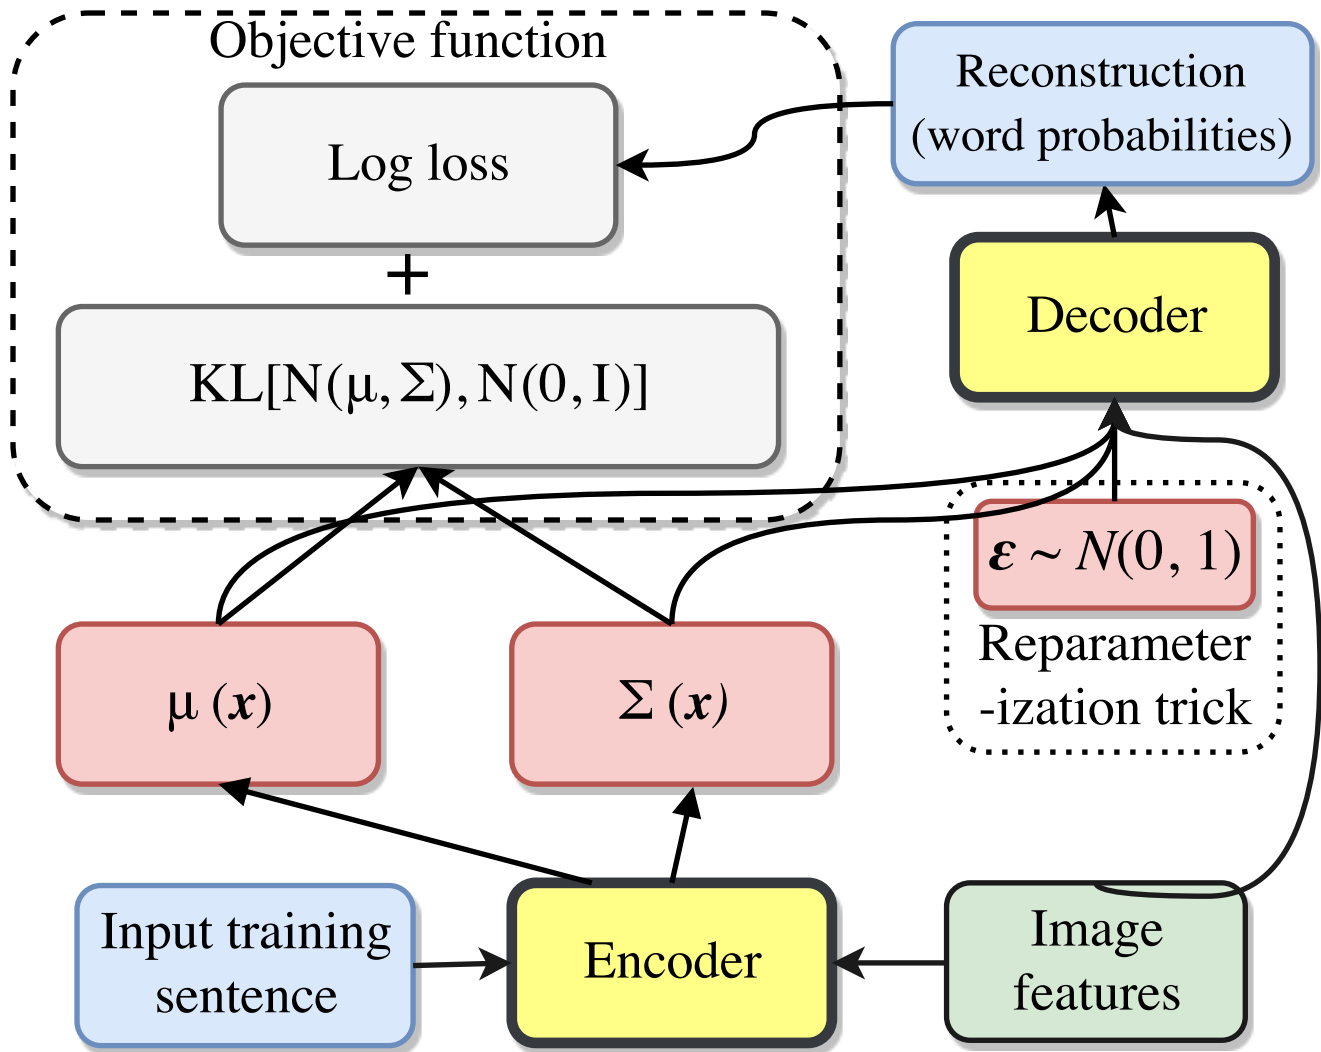 Objective function
Log loss
+
KL[N(μ, Σ), N(0, I)]
Reconstruction
(word probabilities)
Decoder
ε ~ N(0, 1)
Reparameter
-ization trick
μ (x)
Σ (x)
Input training
sentence
Encoder
Image
features